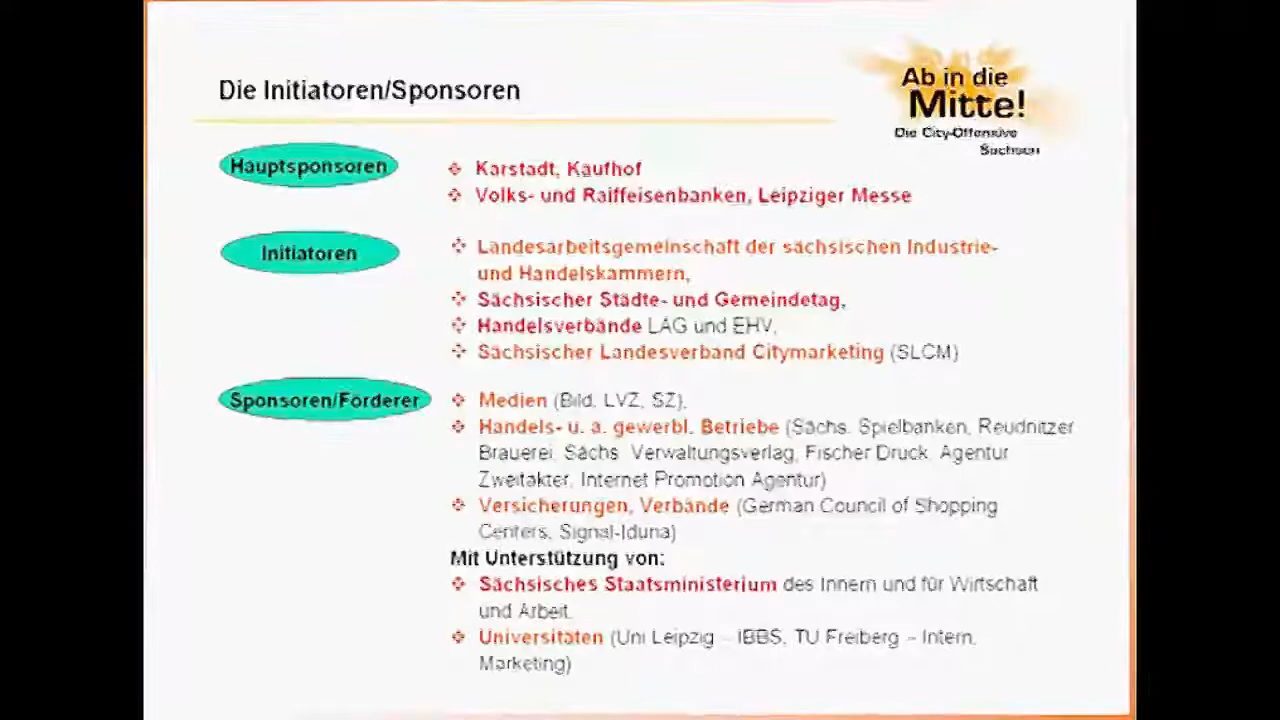 Die Initiatoren/Sponsoren
Ab in die
Mitte!
Die City-Offensive
Sachsen
Hauptsponsoren
Karstadt, Kaufhof
Volks- und Raiffeisenbanken, Leipziger Messe
Initiatoren
Landesarbeitsgemeinschaft der sächsischen Industrie-
und Handelskammern,
Sächsischer Städte- und Gemeindetag,
Handelsverbände LAG und EHV,
Sächsischer Landesverband Citymarketing (SLCM)
Sponsoren/Förderer
Medien (Bild, LVZ, SZ),
Handels- u. a. gewerbl. Betriebe (Sächs. Spielbanken, Reudnitzer
Brauerei, Sächs. Verwaltungsverlag, Fischer Druck, Agentur
Zweitakter, Internet Promotion Agentur)
Versicherungen, Verbände (German Council of Shopping
Centers, Signal-Iduna)
Mit Unterstützung von:
Sächsisches Staatsministerium des Innern und für Wirtschaft
und Arbeit,
Universitäten (Uni Leipzig – IBBS, TU Freiberg – Intern.
Marketing)